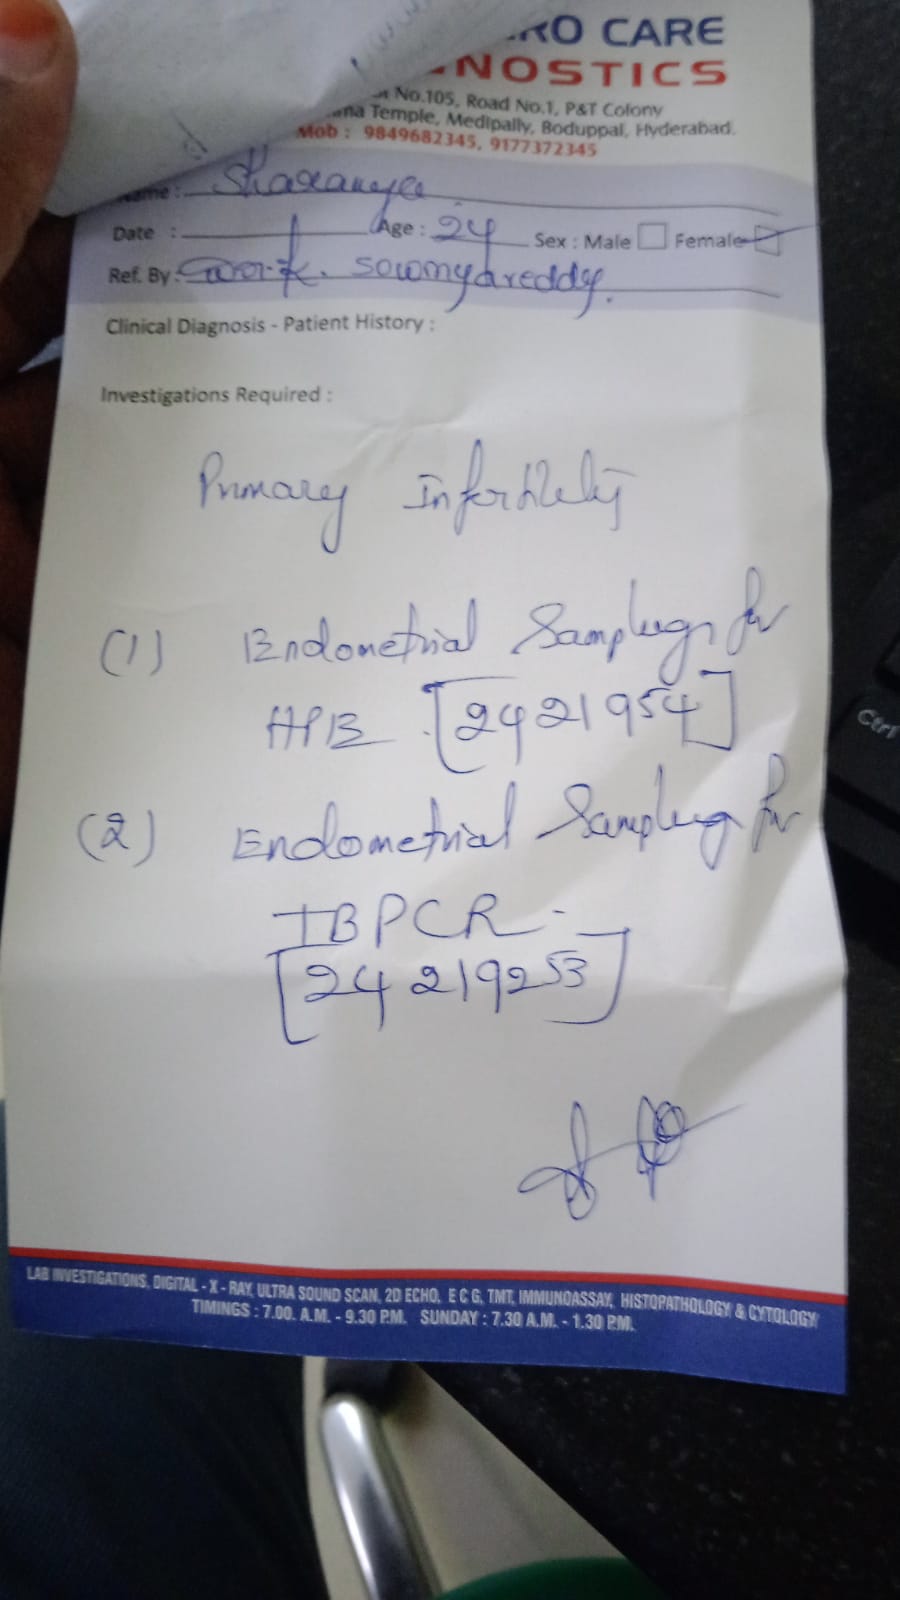 RO CARE
NOSTICS
No.105, Road No.1, P&T Colony
Temple, Medipally, Boduppal, Hyderabad.
Mob : 9849682345, 9177372345
Name : Sharanya
Date : Age : 24 Sex : Male Female
Ref. By : K. sowmyareddy.
Clinical Diagnosis - Patient History :
Investigations Required :
Primary Infertility
(1) Endometrial Sampling for
HPE [2421954]
(2) Endometrial Sampling for
TBPCR -
[24219253]
LAB INVESTIGATIONS, DIGITAL - X - RAY, ULTRA SOUND SCAN, 2D ECHO, E C G, TMT, IMMUNOASSAY, HISTOPATHOLOGY & CYTOLOGY
TIMINGS : 7.00. A.M. - 9.30 P.M. SUNDAY : 7.30 A.M. - 1.30 P.M.
Ctrl